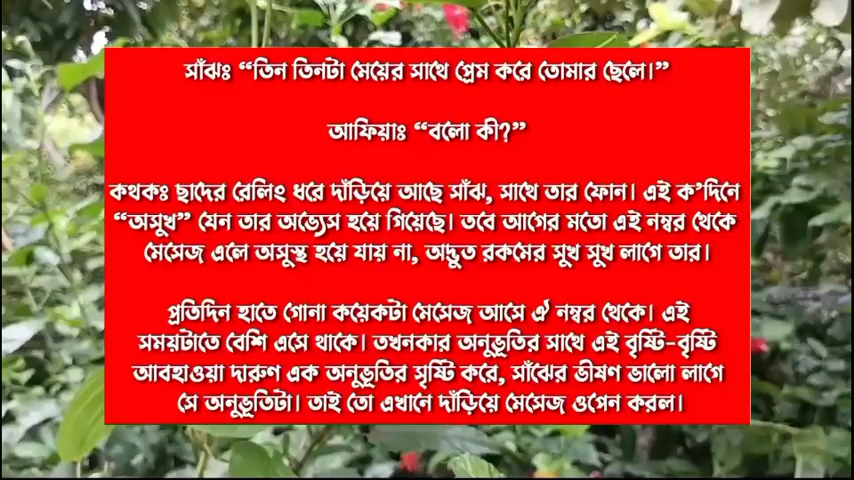 সাঁঝঃ “তিন তিনটা মেয়ের সাথে প্রেম করে তোমার ছেলে।”
আফিয়াঃ “বলো কী?”
কথকঃ ছাদের রেলিং ধরে দাঁড়িয়ে আছে সাঁঝ, সাথে তার ফোন। এই ক’দিনে
“অসুখ” যেন তার অভ্যেস হয়ে গিয়েছে। তবে আগের মতো এই নম্বর থেকে
মেসেজ এলে অসুস্থ হয়ে যায় না, অদ্ভুত রকমের সুখ সুখ লাগে তার।
প্রতিদিন হাতে গোনা কয়েকটা মেসেজ আসে ঐ নম্বর থেকে। এই
সময়টাতে বেশি এসে থাকে। তখনকার অনুভূতির সাথে এই বৃষ্টি-বৃষ্টি
আবহাওয়া দারুণ এক অনুভূতির সৃষ্টি করে, সাঁঝের ভীষণ ভালো লাগে
সে অনুভূতিটা। তাই তো এখানে দাঁড়িয়ে মেসেজ ওপেন করল।